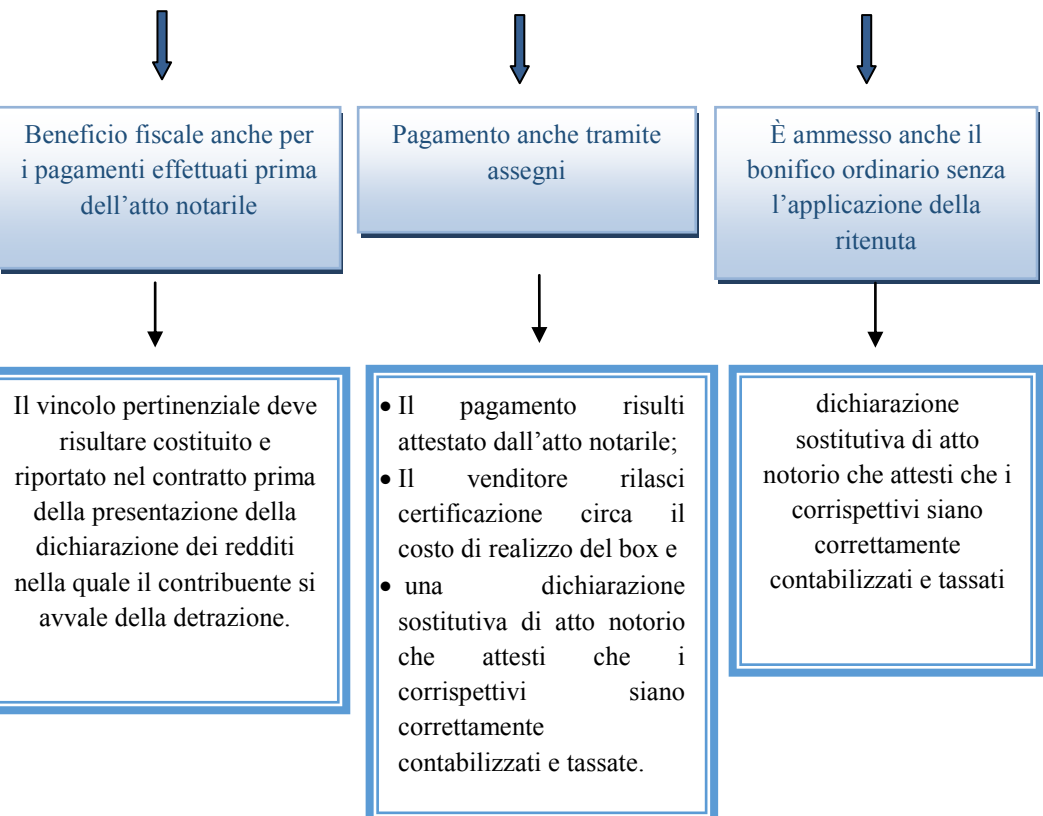 Beneficio fiscale anche per
i pagamenti effettuati prima
dell’atto notarile
Pagamento anche tramite
assegni
È ammesso anche il
bonifico ordinario senza
l’applicazione della
ritenuta
Il vincolo pertinenziale deve
risultare costituito e
riportato nel contratto prima
della presentazione della
dichiarazione dei redditi
nella quale il contribuente si
avvale della detrazione.
• Il pagamento risulti
attestato dall’atto notarile;
• Il venditore rilasci
certificazione circa il
costo di realizzo del box e
• una dichiarazione
sostitutiva di atto notorio
che attesti che i
corrispettivi siano
correttamente
contabilizzati e tassate.
dichiarazione
sostitutiva di atto
notorio che attesti che i
corrispettivi siano
correttamente
contabilizzati e tassati